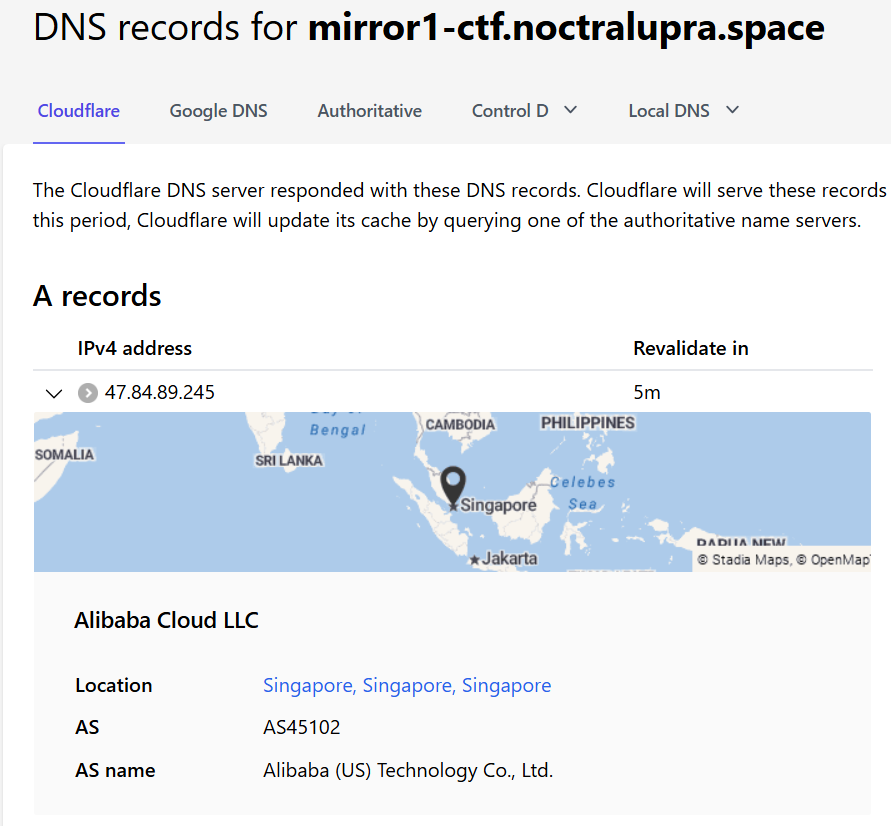 DNS records for mirror1-ctf.noctralupra.space
Cloudflare Google DNS Authoritative Control D Local DNS
The Cloudflare DNS server responded with these DNS records. Cloudflare will serve these records
this period, Cloudflare will update its cache by querying one of the authoritative name servers.
A records
IPv4 address Revalidate in
47.84.89.245 5m
Bengal
CAMBODIA
PHILIPPINES
SOMALIA
SRI LANKA
Celebes
Sea
Singapore
PAPUA NEW
Jakarta
© Stadia Maps, © OpenMap
Alibaba Cloud LLC
Location Singapore, Singapore, Singapore
AS AS45102
AS name Alibaba (US) Technology Co., Ltd.